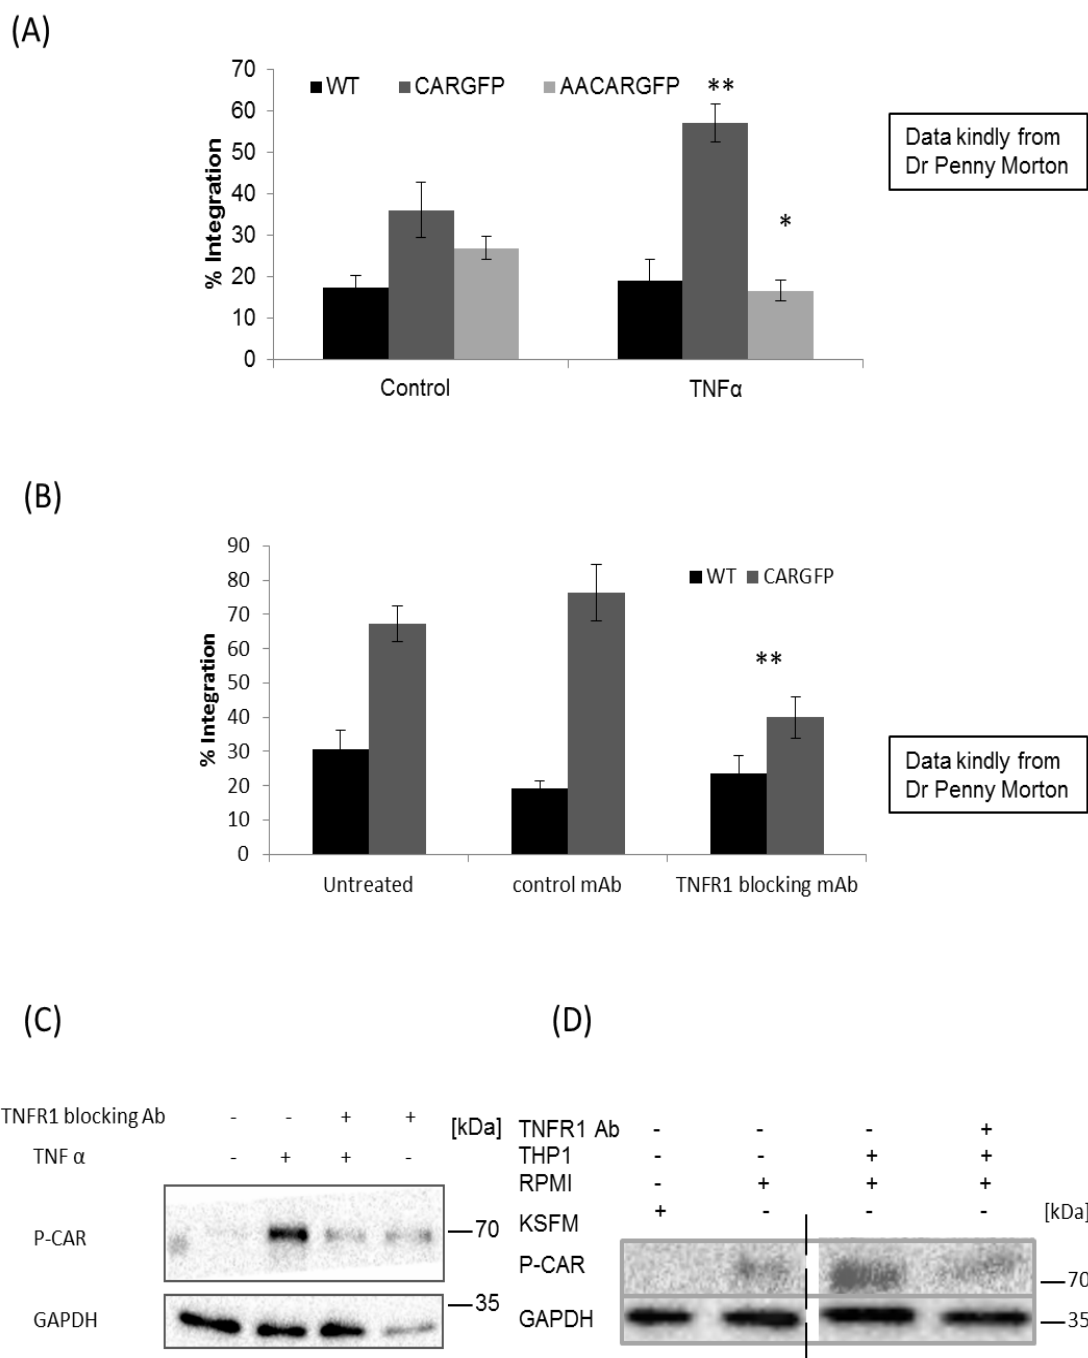 (A)
70
60
50
40
30
20
10
0
% Integration
WT CARGFP AACARGFP
**
*
Control TNFα
Data kindly from
Dr Penny Morton
(B)
90
80
70
60
50
40
30
20
10
0
% Integration
WT CARGFP
**
Untreated control mAb TNFR1 blocking mAb
Data kindly from
Dr Penny Morton
(C)
TNFR1 blocking Ab - - + + [kDa]
TNF α - + + -
P-CAR 70
GAPDH 35
(D)
TNFR1 Ab - - - +
THP1 - - + +
RPMI - + + +
KSFM + - - - [kDa]
P-CAR 70
GAPDH 35